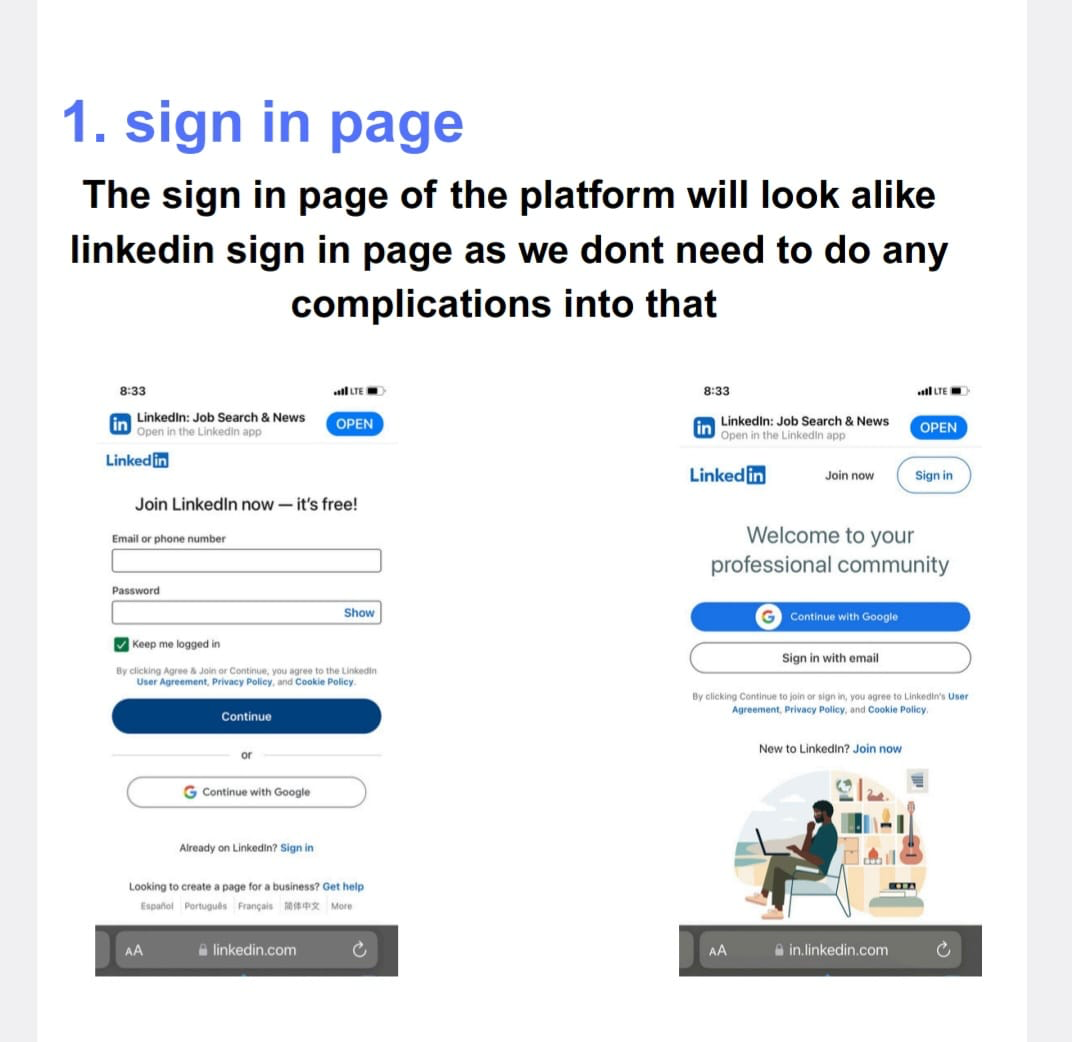 1. sign in page
The sign in page of the platform will look alike
linkedin sign in page as we dont need to do any
complications into that
8:33
LTE
in
LinkedIn: Job Search & News
Open in the LinkedIn app
OPEN
Linkedin
Join LinkedIn now — it's free!
Email or phone number
Password
Show
Keep me logged in
By clicking Agree & Join or Continue, you agree to the LinkedIn
User Agreement, Privacy Policy, and Cookie Policy.
Continue
or
G Continue with Google
Already on LinkedIn? Sign in
Looking to create a page for a business? Get help
Español Português Français 简体中文 More
AA linkedin.com
8:33
LTE
in
LinkedIn: Job Search & News
Open in the LinkedIn app
OPEN
Linkedin
Join now
Sign in
Welcome to your
professional community
G Continue with Google
Sign in with email
By clicking Continue to join or sign in, you agree to LinkedIn's User
Agreement, Privacy Policy, and Cookie Policy.
New to LinkedIn? Join now
AA in.linkedin.com